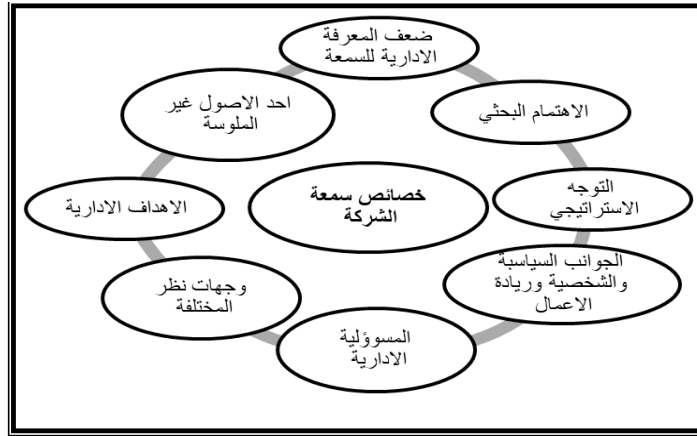 ضعف المعرفة
الادارية للسمعة
الاهتمام البحثي
التوجه
الاستراتيجي
الجوانب السياسبة
والشخصية وريادة
الاعمال
المسوؤلية
الادارية
وجهات نظر
المختلفة
الاهداف الادارية
احد الاصول غير
الملوسة
خصائص سمعة
الشركة